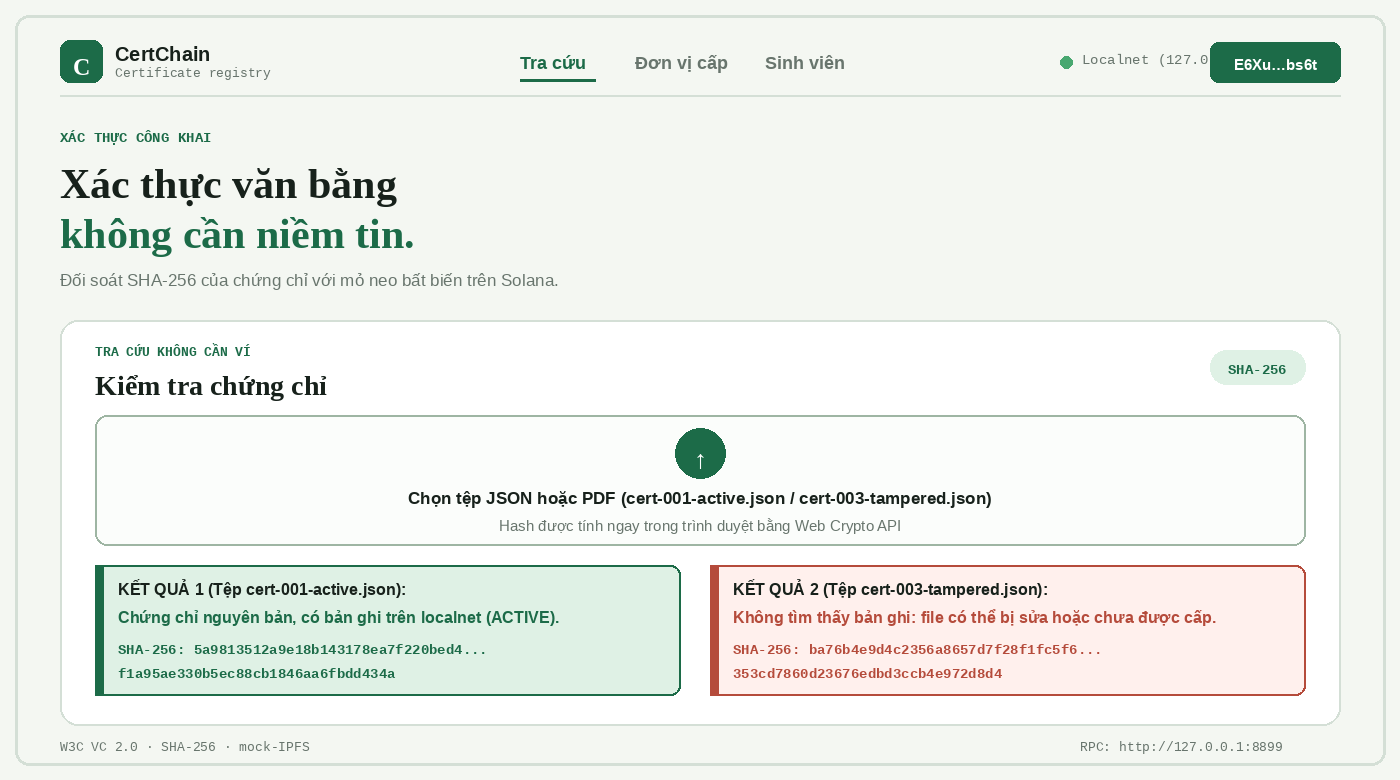 C
CertChain
Certificate registry
Tra cứu
Đơn vị cấp
Sinh viên
Localnet (127.0
E6Xu...bs6t
XÁC THỰC CÔNG KHAI
Xác thực văn bằng
không cần niềm tin.
Đối soát SHA-256 của chứng chỉ với mỏ neo bất biến trên Solana.
TRA CỨU KHÔNG CẦN VÍ
Kiểm tra chứng chỉ
SHA-256
↑
Chọn tệp JSON hoặc PDF (cert-001-active.json / cert-003-tampered.json)
Hash được tính ngay trong trình duyệt bằng Web Crypto API
KẾT QUẢ 1 (Tệp cert-001-active.json):
Chứng chỉ nguyên bản, có bản ghi trên localnet (ACTIVE).
SHA-256: 5a9813512a9e18b143178ea7f220bed4...
f1a95ae330b5ec88cb1846aa6fbdd434a
KẾT QUẢ 2 (Tệp cert-003-tampered.json):
Không tìm thấy bản ghi: file có thể bị sửa hoặc chưa được cấp.
SHA-256: ba76b4e9d4c2356a8657d7f28f1fc5f6...
353cd7860d23676edbd3ccb4e972d8d4
W3C VC 2.0 · SHA-256 · mock-IPFS
RPC: http://127.0.0.1:8899